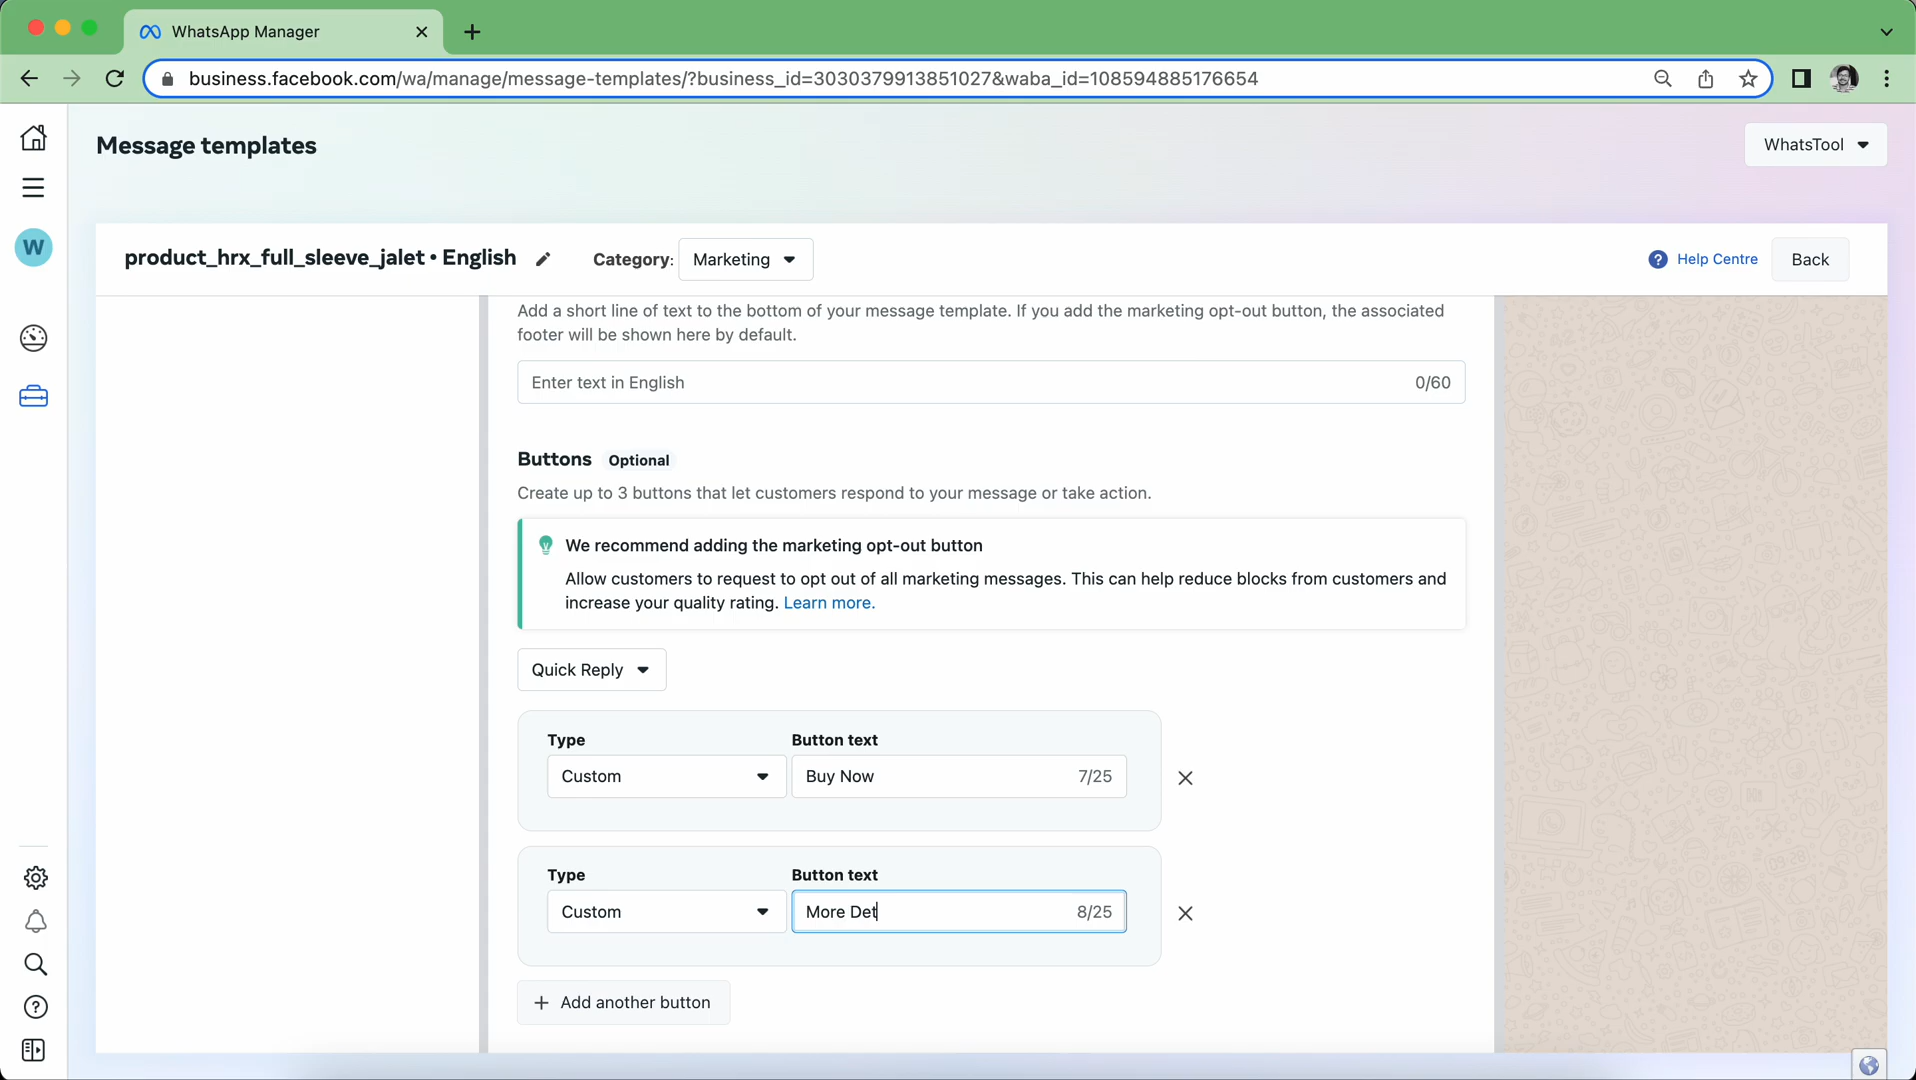 WhatsApp Manager
business.facebook.com/wa/manage/message-templates/?business_id=3030379913851027&waba_id=108594885176654
Message templates
WhatsTool
W
product_hrx_full_sleeve_jalet • English
Category: Marketing
Help Centre
Back
Add a short line of text to the bottom of your message template. If you add the marketing opt-out button, the associated
footer will be shown here by default.
Enter text in English
0/60
Buttons Optional
Create up to 3 buttons that let customers respond to your message or take action.
We recommend adding the marketing opt-out button
Allow customers to request to opt out of all marketing messages. This can help reduce blocks from customers and
increase your quality rating. Learn more.
Quick Reply
Type Button text
Custom Buy Now 7/25
Type Button text
Custom More Det 8/25
+ Add another button